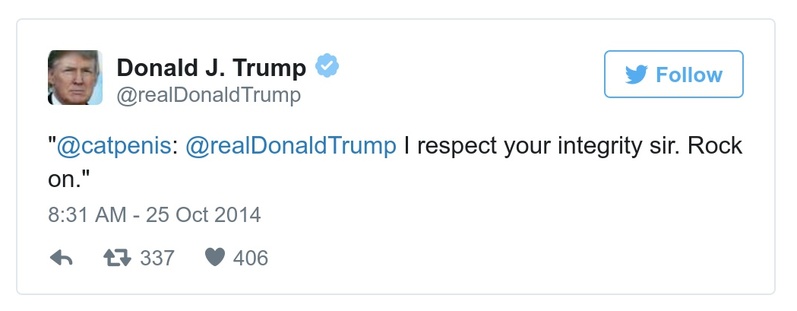 Donald J. Trump
@realDonaldTrump
Follow
"@catpenis: @realDonaldTrump I respect your integrity sir. Rock
on."
8:31 AM - 25 Oct 2014
337 406